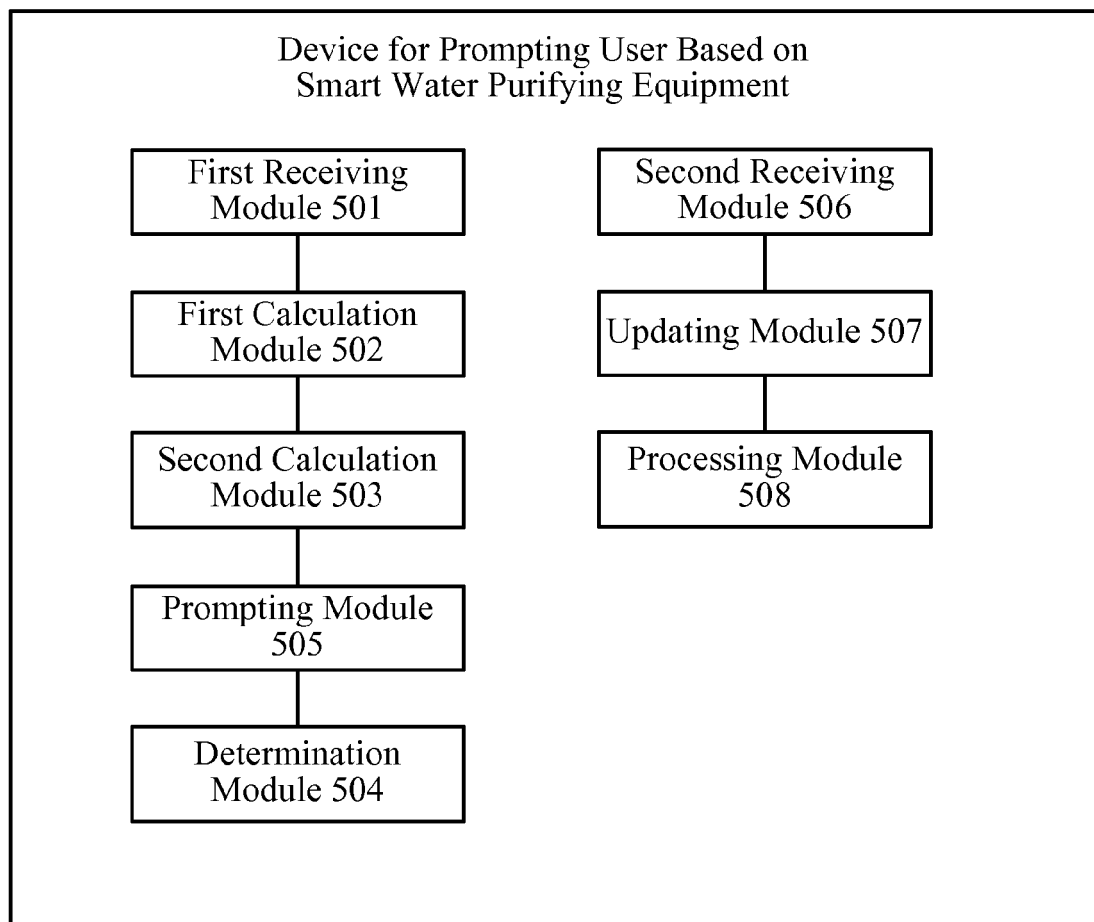 Device for Prompting User Based on
Smart Water Purifying Equipment
First Receiving
Module 501
First Calculation
Module 502
Second Calculation
Module 503
Prompting Module
505
Determination
Module 504
Second Receiving
Module 506
Updating Module 507
Processing Module
508